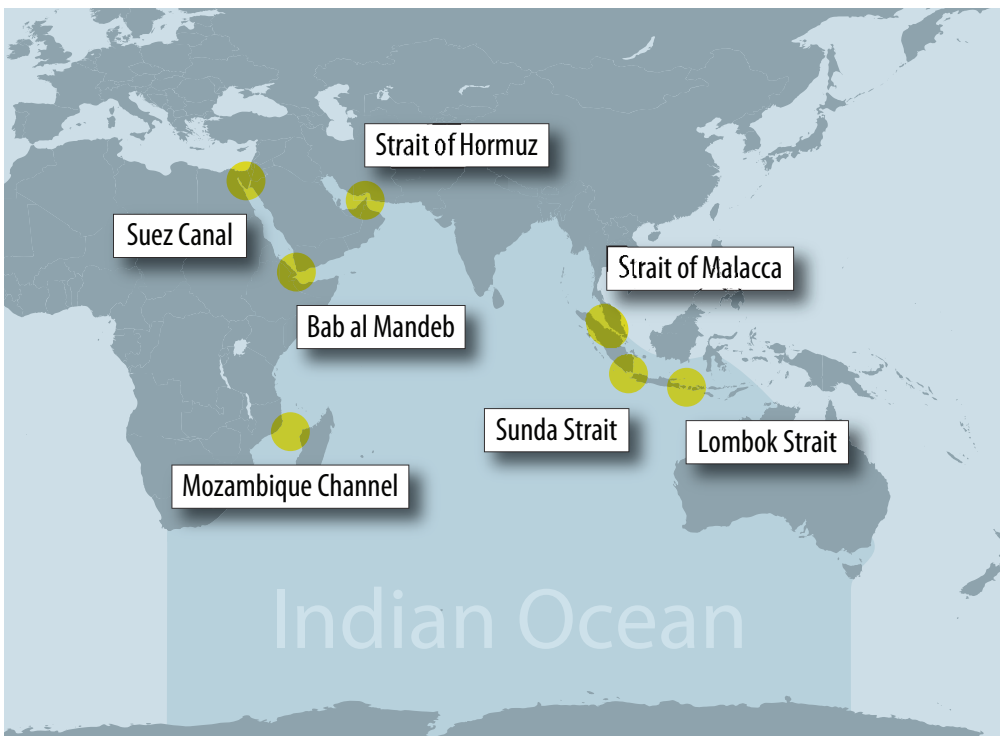 Strait of Hormuz
Suez Canal
Strait of Malacca
Bab al Mandeb
Sunda Strait
Lombok Strait
Mozambique Channel
Indian Ocean